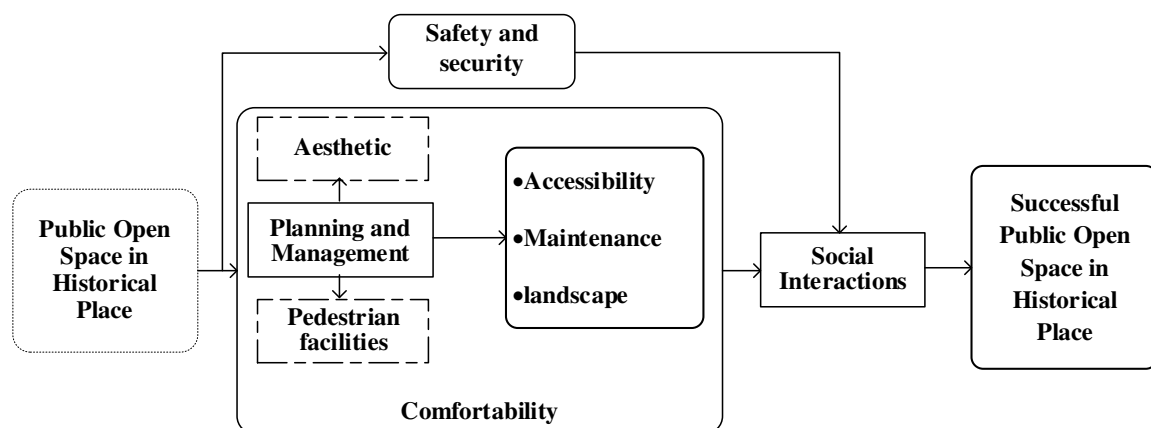 Safety and
security
Aesthetic
•Accessibility
Public Open
Space in
Historical
Place
Planning and
Management
•Maintenance
•landscape
Pedestrian
facilities
Comfortability
Social
Interactions
Successful
Public Open
Space in
Historical
Place